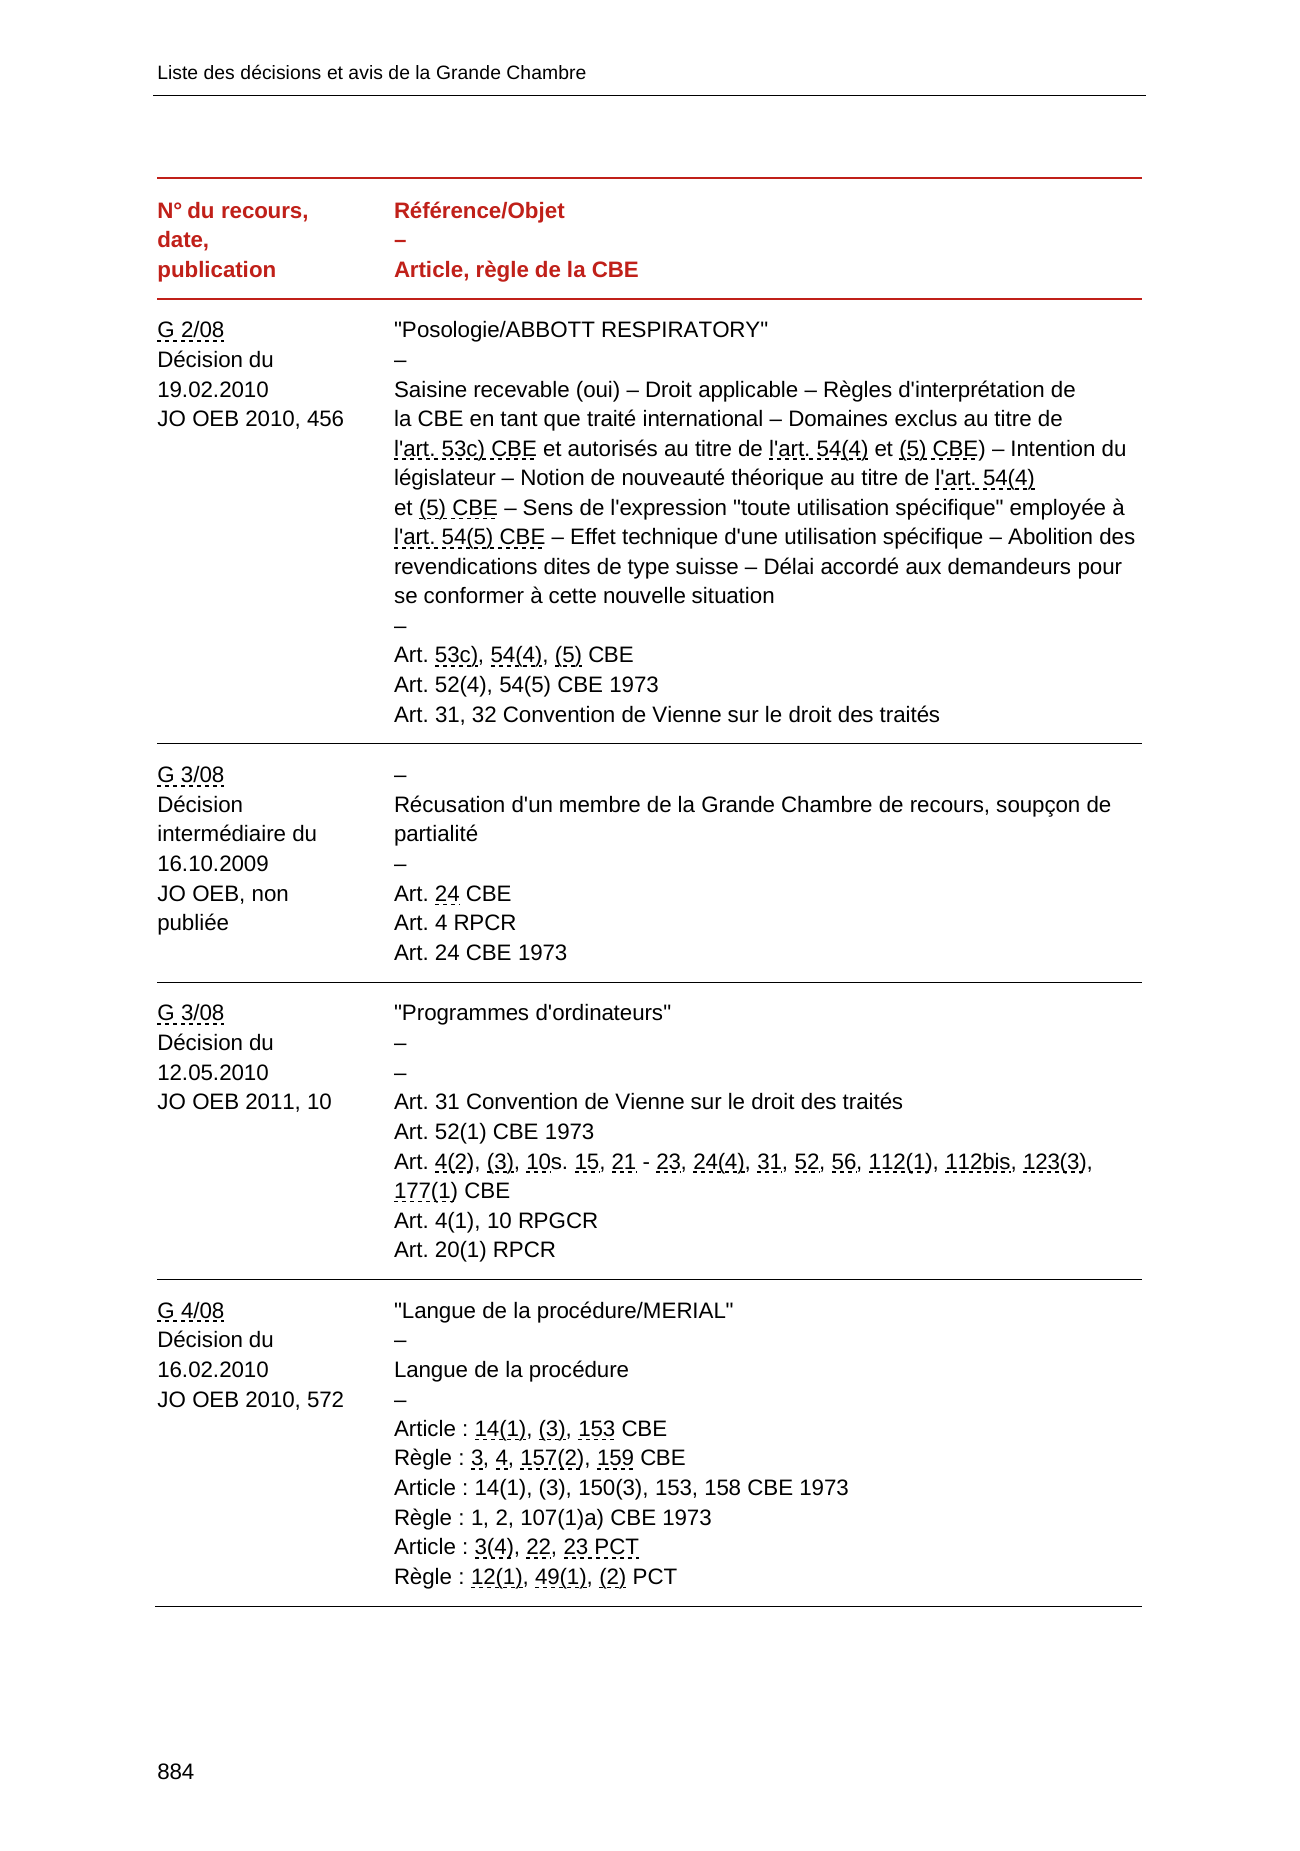 Liste des décisions et avis de la Grande Chambre
N° du recours,
date,
publication
Référence/Objet
–
Article, règle de la CBE
G 2/08
Décision du
19.02.2010
JO OEB 2010, 456
"Posologie/ABBOTT RESPIRATORY"
–
Saisine recevable (oui) – Droit applicable – Règles d'interprétation de
la CBE en tant que traité international – Domaines exclus au titre de
l'art. 53c) CBE et autorisés au titre de l'art. 54(4) et (5) CBE) – Intention du
législateur – Notion de nouveauté théorique au titre de l'art. 54(4)
et (5) CBE – Sens de l'expression "toute utilisation spécifique" employée à
l'art. 54(5) CBE – Effet technique d'une utilisation spécifique – Abolition des
revendications dites de type suisse – Délai accordé aux demandeurs pour
se conformer à cette nouvelle situation
–
Art. 53c), 54(4), (5) CBE
Art. 52(4), 54(5) CBE 1973
Art. 31, 32 Convention de Vienne sur le droit des traités
G 3/08
Décision
intermédiaire du
16.10.2009
JO OEB, non
publiée
–
Récusation d'un membre de la Grande Chambre de recours, soupçon de
partialité
–
Art. 24 CBE
Art. 4 RPCR
Art. 24 CBE 1973
G 3/08
Décision du
12.05.2010
JO OEB 2011, 10
"Programmes d'ordinateurs"
–
–
Art. 31 Convention de Vienne sur le droit des traités
Art. 52(1) CBE 1973
Art. 4(2), (3), 10s. 15, 21 - 23, 24(4), 31, 52, 56, 112(1), 112bis, 123(3),
177(1) CBE
Art. 4(1), 10 RPGCR
Art. 20(1) RPCR
G 4/08
Décision du
16.02.2010
JO OEB 2010, 572
"Langue de la procédure/MERIAL"
–
Langue de la procédure
–
Article : 14(1), (3), 153 CBE
Règle : 3, 4, 157(2), 159 CBE
Article : 14(1), (3), 150(3), 153, 158 CBE 1973
Règle : 1, 2, 107(1)a) CBE 1973
Article : 3(4), 22, 23 PCT
Règle : 12(1), 49(1), (2) PCT
884